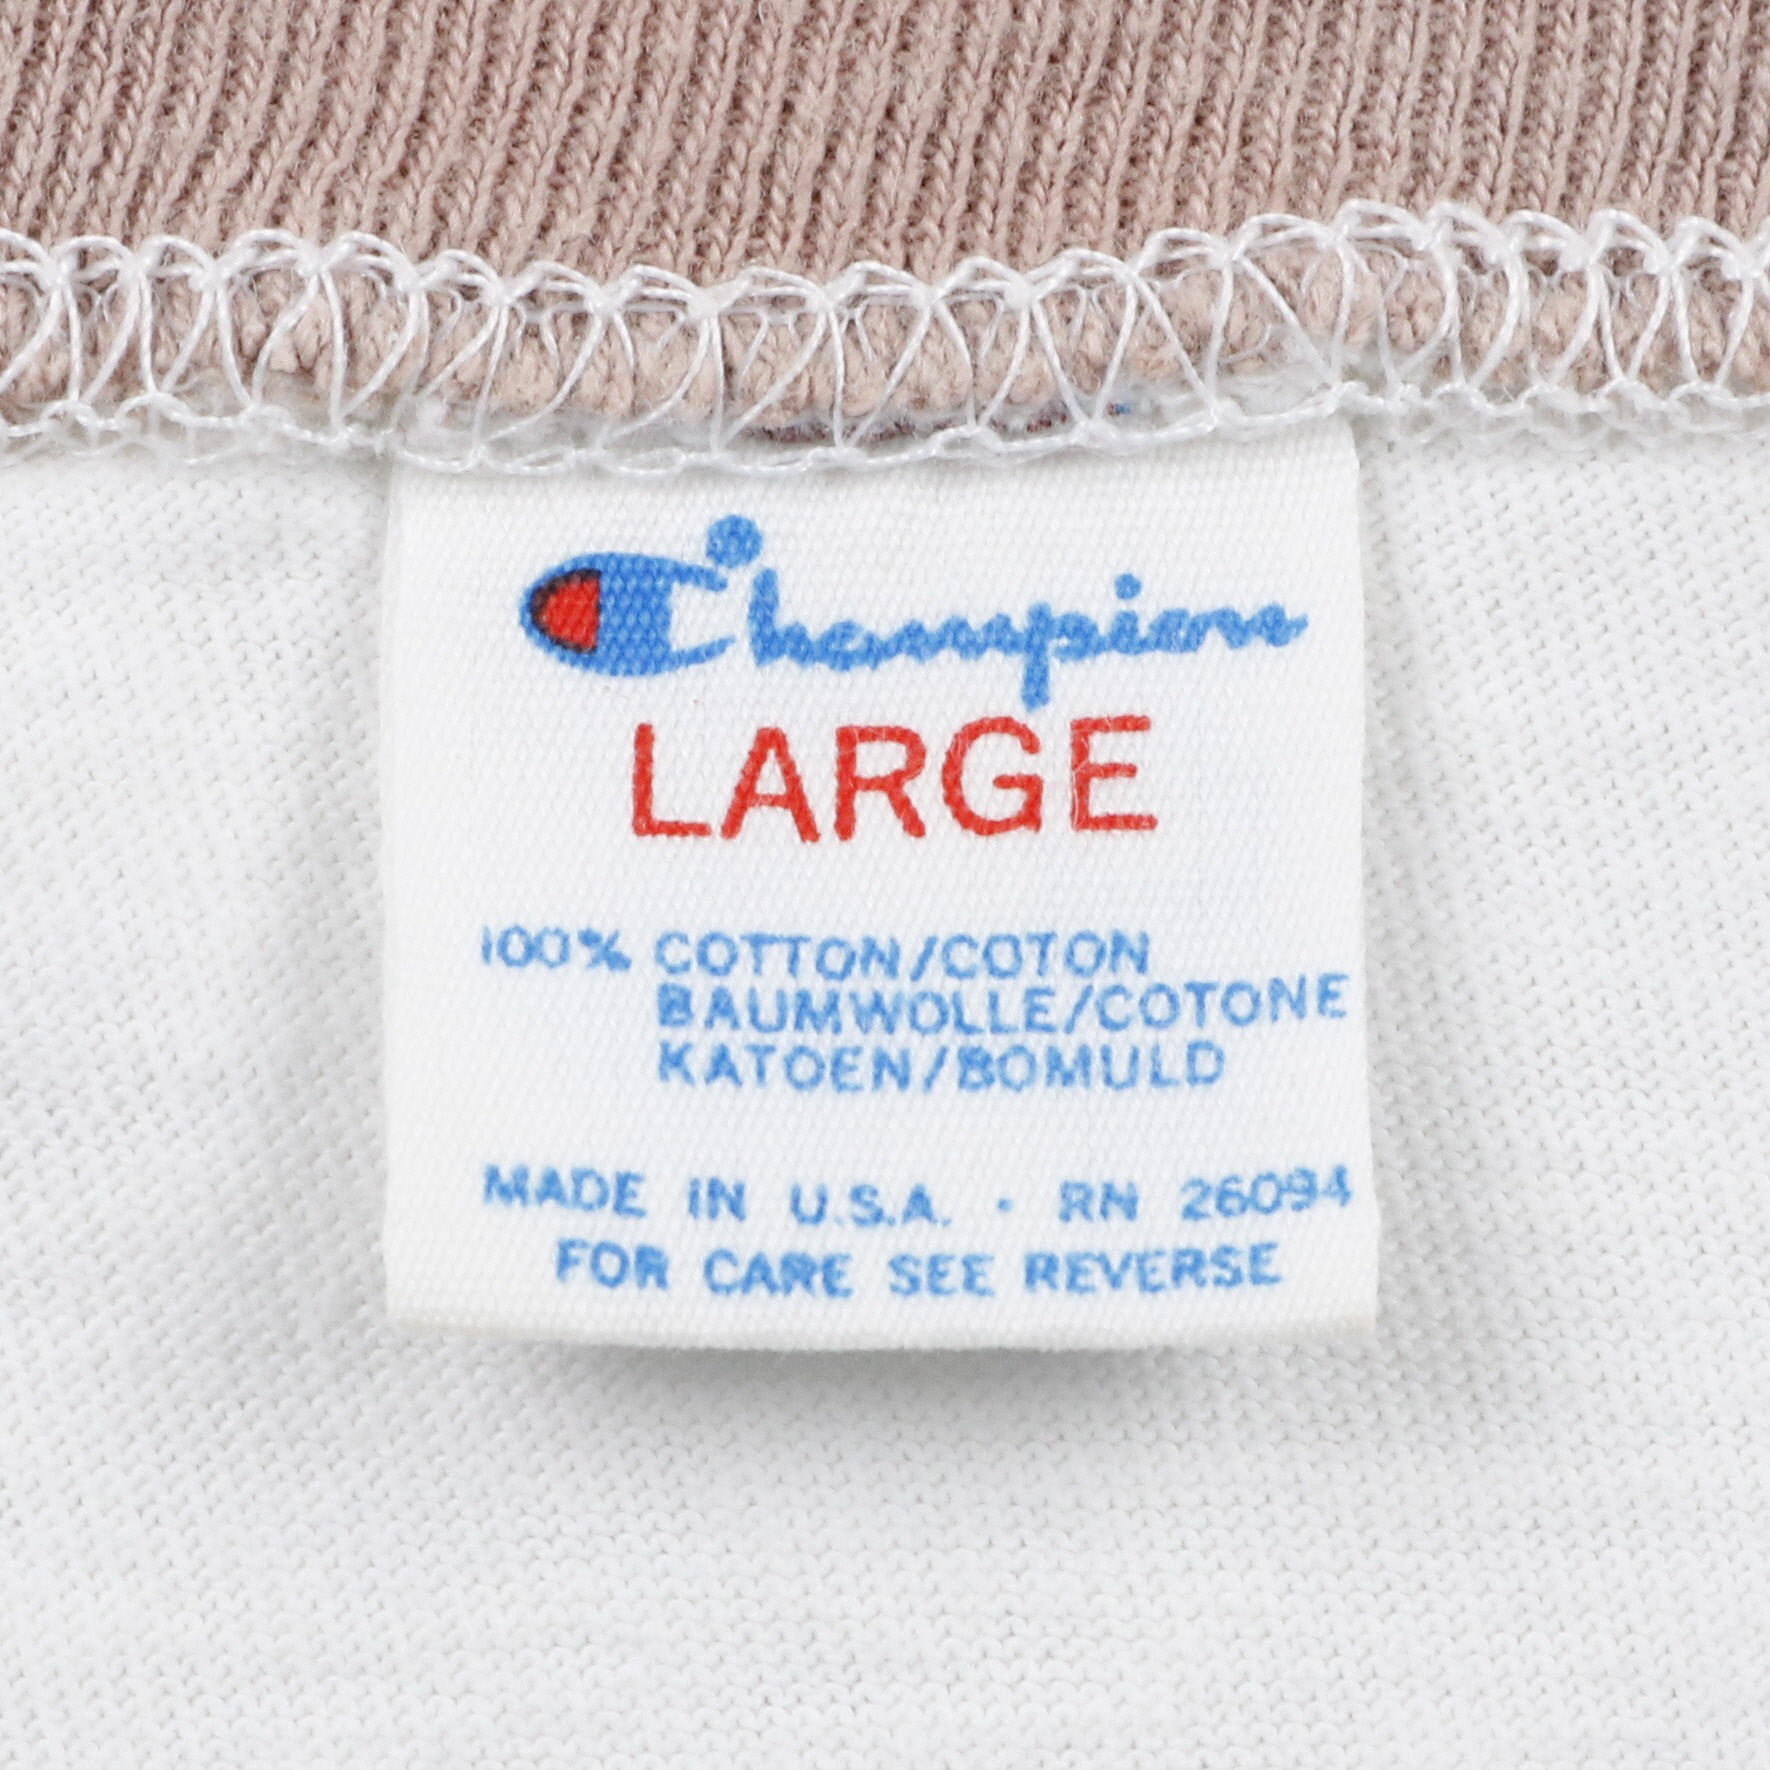 Champion
LARGE
100% COTTON/COTON
BAUMWOLLE/COTONE
KATOEN/BOMULD
MADE IN U.S.A. · RN 26094
FOR CARE SEE REVERSE